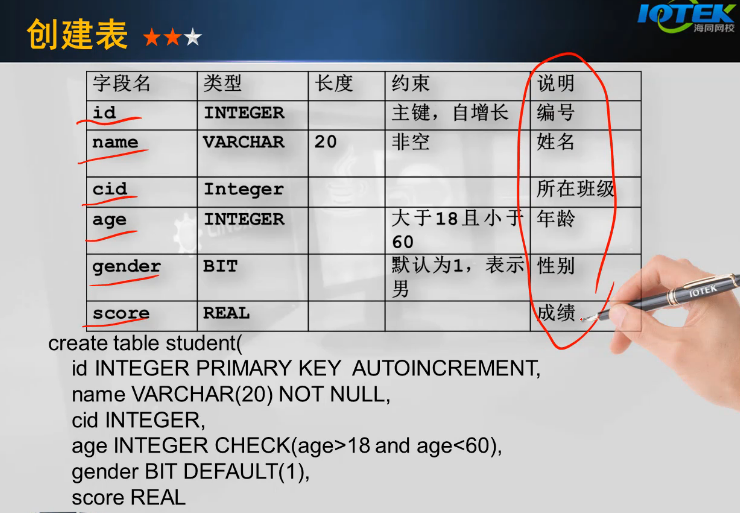 创建表
IOTEK
海同网校
字段名 类型 长度 约束 说明
id INTEGER 主键，自增长 编号
name VARCHAR 20 非空 姓名
cid Integer 所在班级
age INTEGER 大于18且小于 年龄
60
gender BIT 默认为1，表示 性别
男
score REAL 成绩
IOTEK
create table student(
id INTEGER PRIMARY KEY AUTOINCREMENT,
name VARCHAR(20) NOT NULL,
cid INTEGER,
age INTEGER CHECK(age>18 and age<60),
gender BIT DEFAULT(1),
score REAL